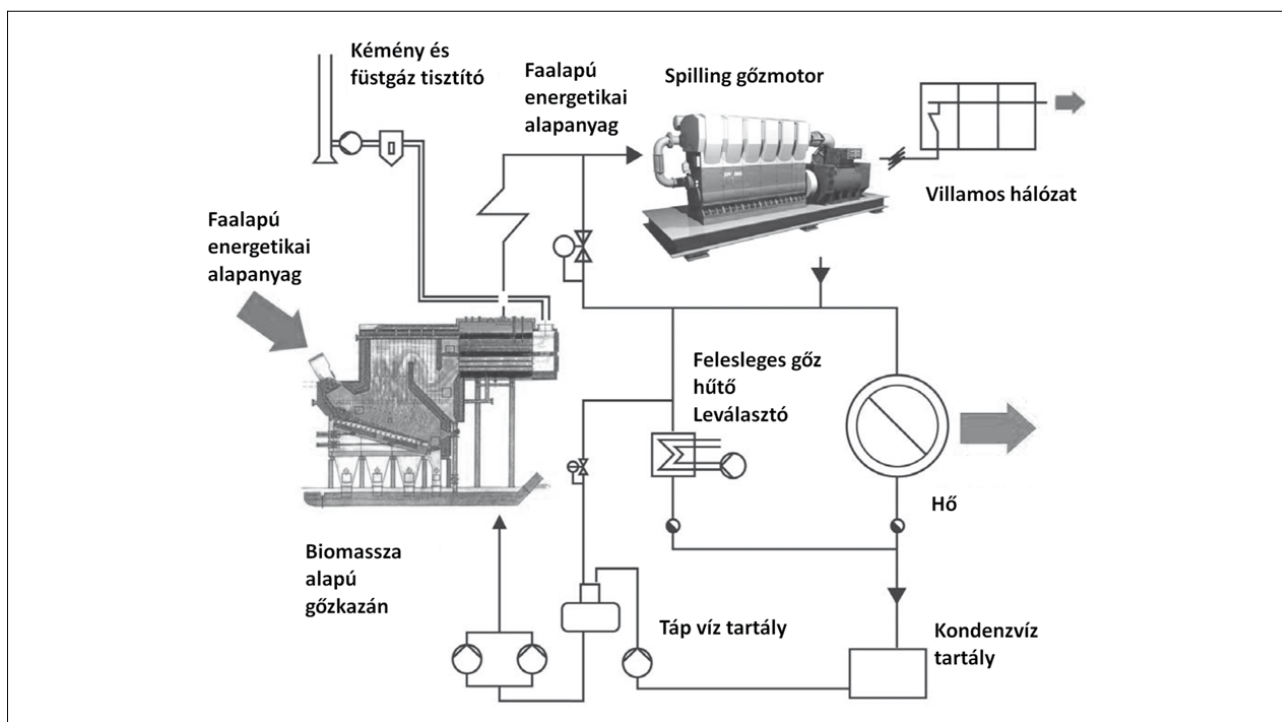 Kémény és
füstgáz tisztító
Faalapú
energetikai
alapanyag
Spilling gőzmotor
Villamos hálózat
Faalapú
energetikai
alapanyag
Felesleges gőz
hűtő
Leválasztó
Hő
Biomassza
alapú
gőzkazán
Táp víz tartály
Kondenzvíz
tartály